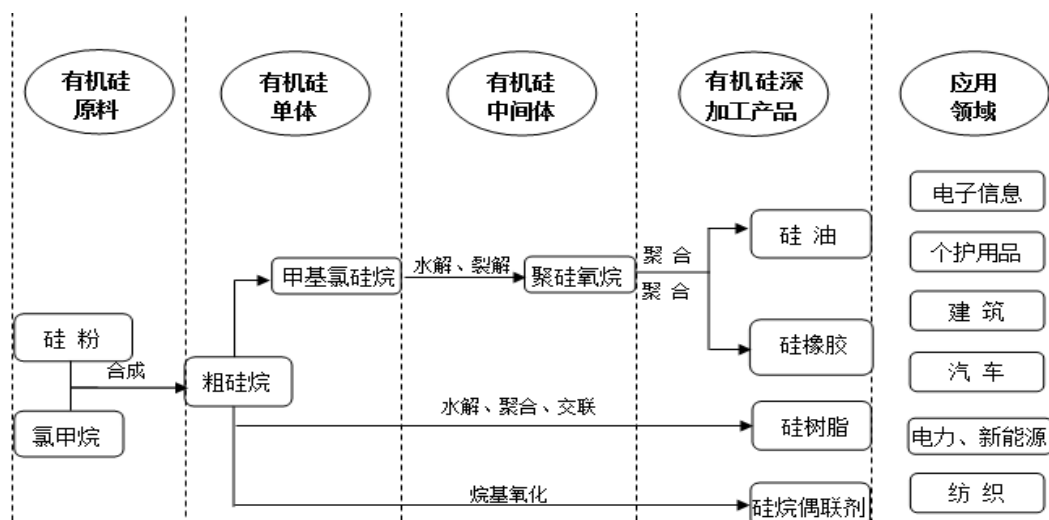 有机硅
原料
有机硅
单体
有机硅
中间体
有机硅深
加工产品
应用
领域
电子信息
硅 油
个护用品
聚 合
甲基氯硅烷
水解、裂解
聚硅氧烷
聚 合
建 筑
硅 粉
硅橡胶
合成
粗硅烷
汽 车
水解、聚合、交联
氯甲烷
硅树脂
电力、新能源
烷基氧化
硅烷偶联剂
纺 织